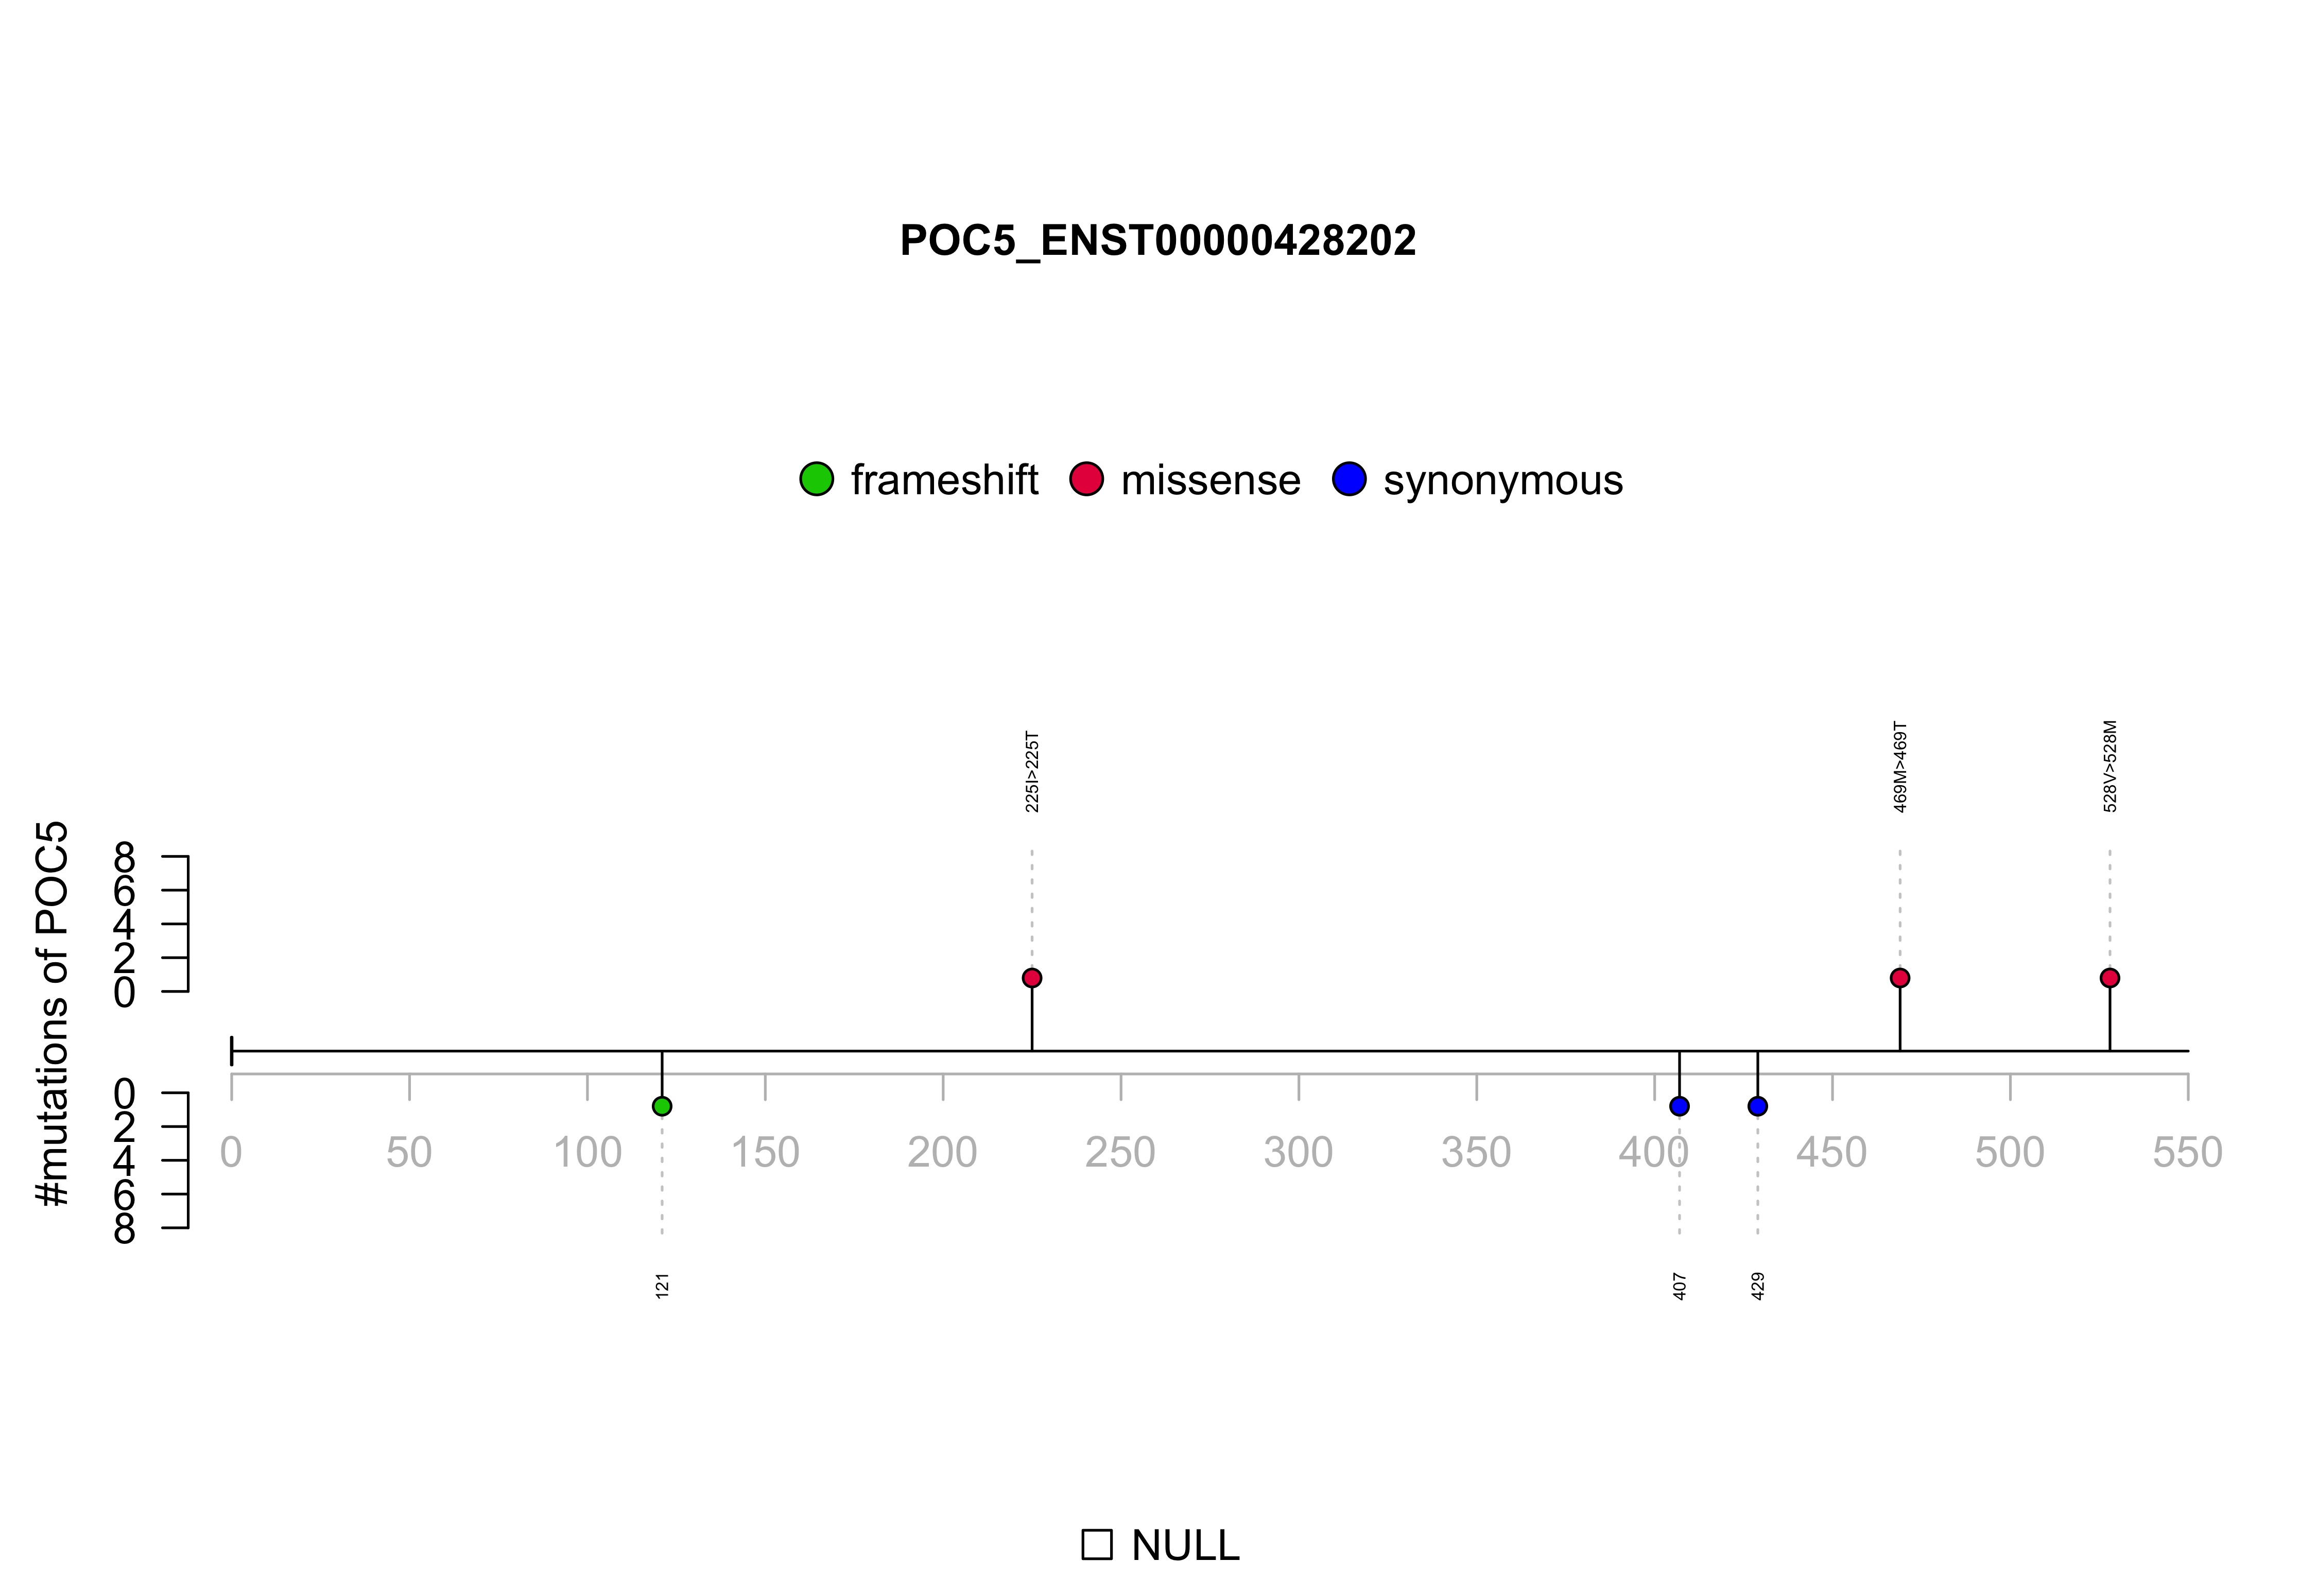 POC5_ENST00000428202
frameshift missense synonymous
225I>225T 469M>469T 528V>528M
#mutations of POC5
8
6
4
2
0
0
2
4
6
8
0 50 100 150 200 250 300 350 400 450 500 550
121 407 429
NULL